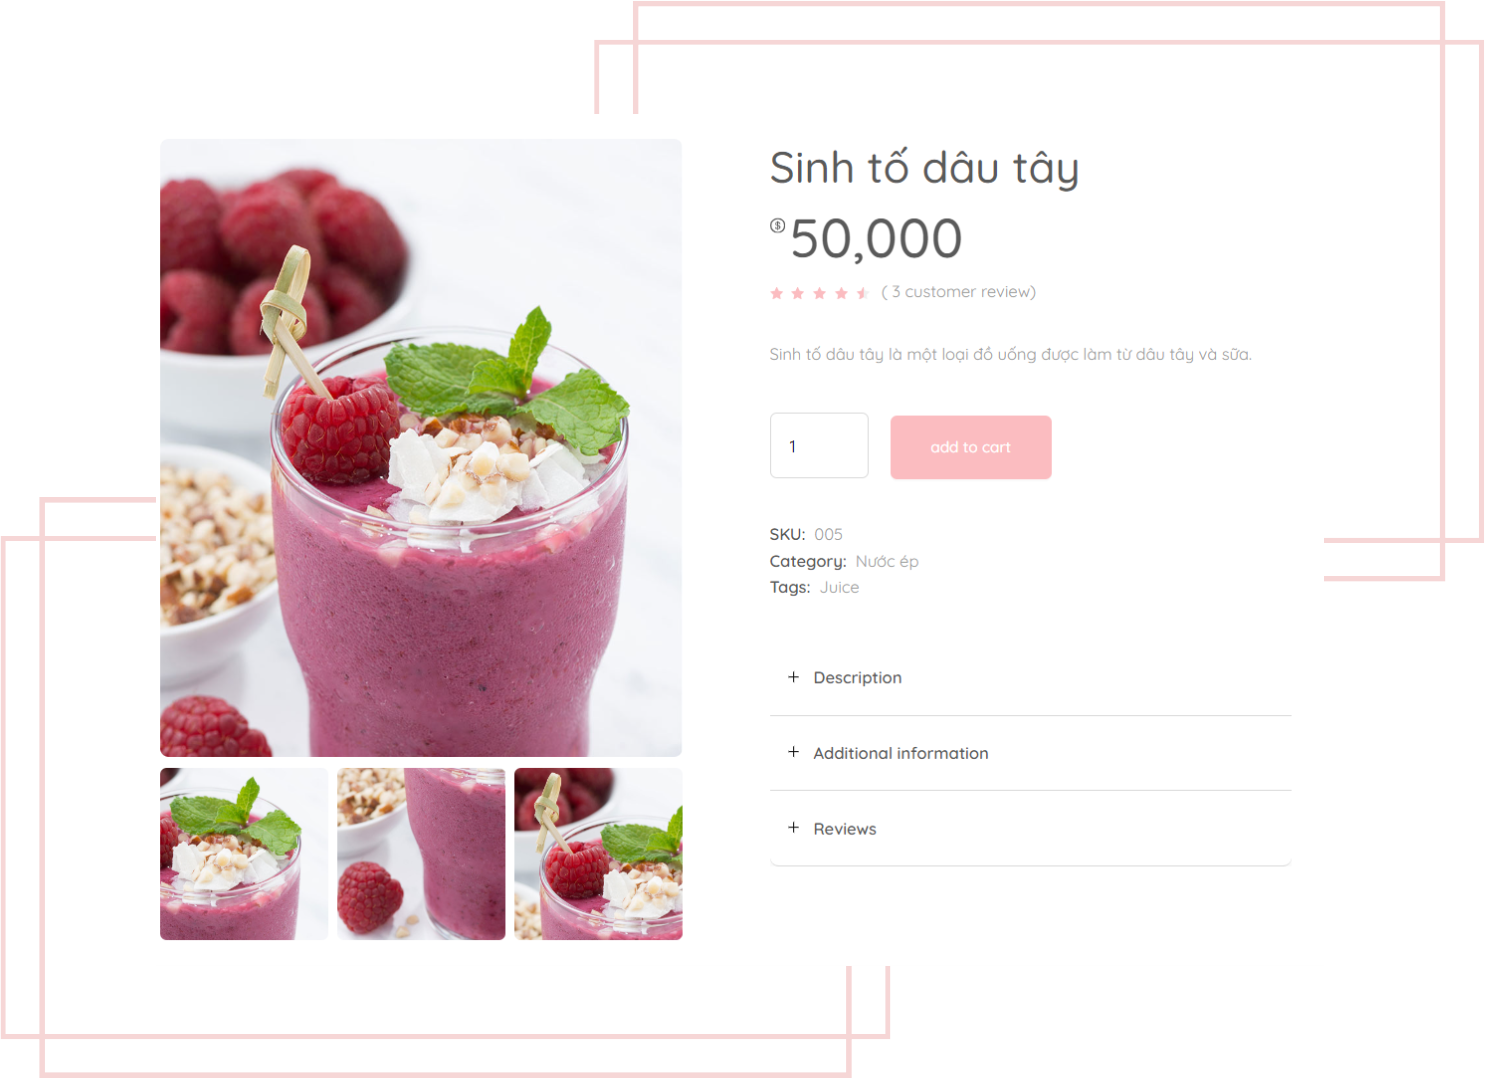 Sinh tố dâu tây
$50,000
( 3 customer review)
Sinh tố dâu tây là một loại đồ uống được làm từ dâu tây và sữa.
1 add to cart
SKU: 005
Category: Nước ép
Tags: Juice
+ Description
+ Additional information
+ Reviews